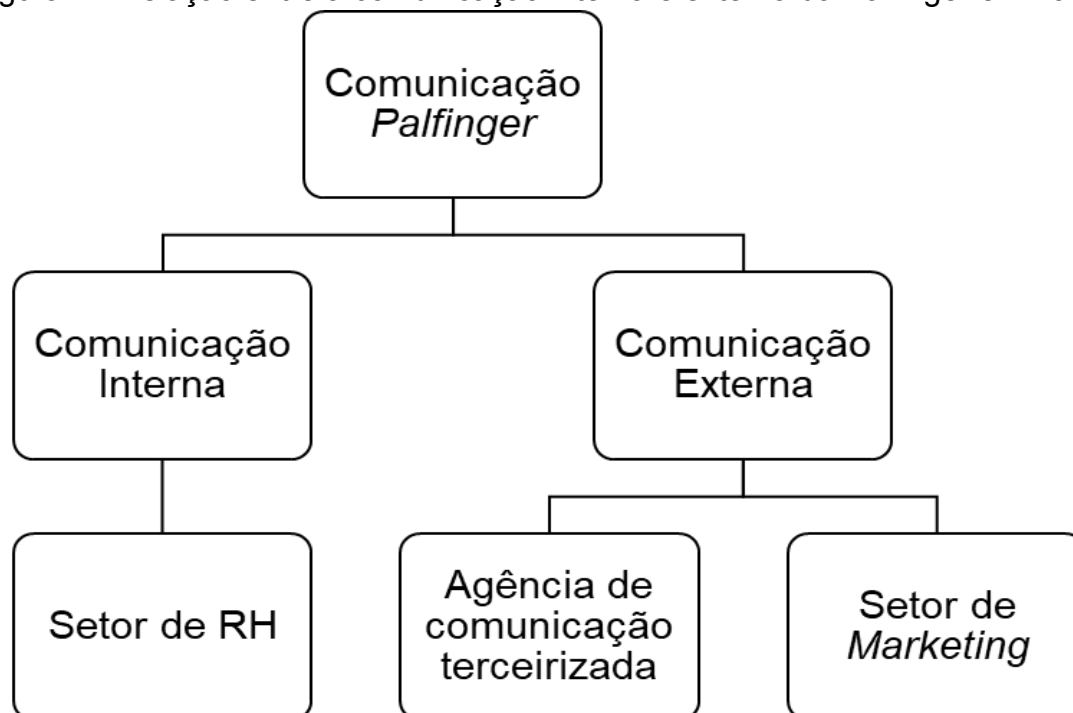 Comunicação
Palfinger
Comunicação
Interna
Comunicação
Externa
Setor de RH
Agência de
comunicação
terceirizada
Setor de
Marketing